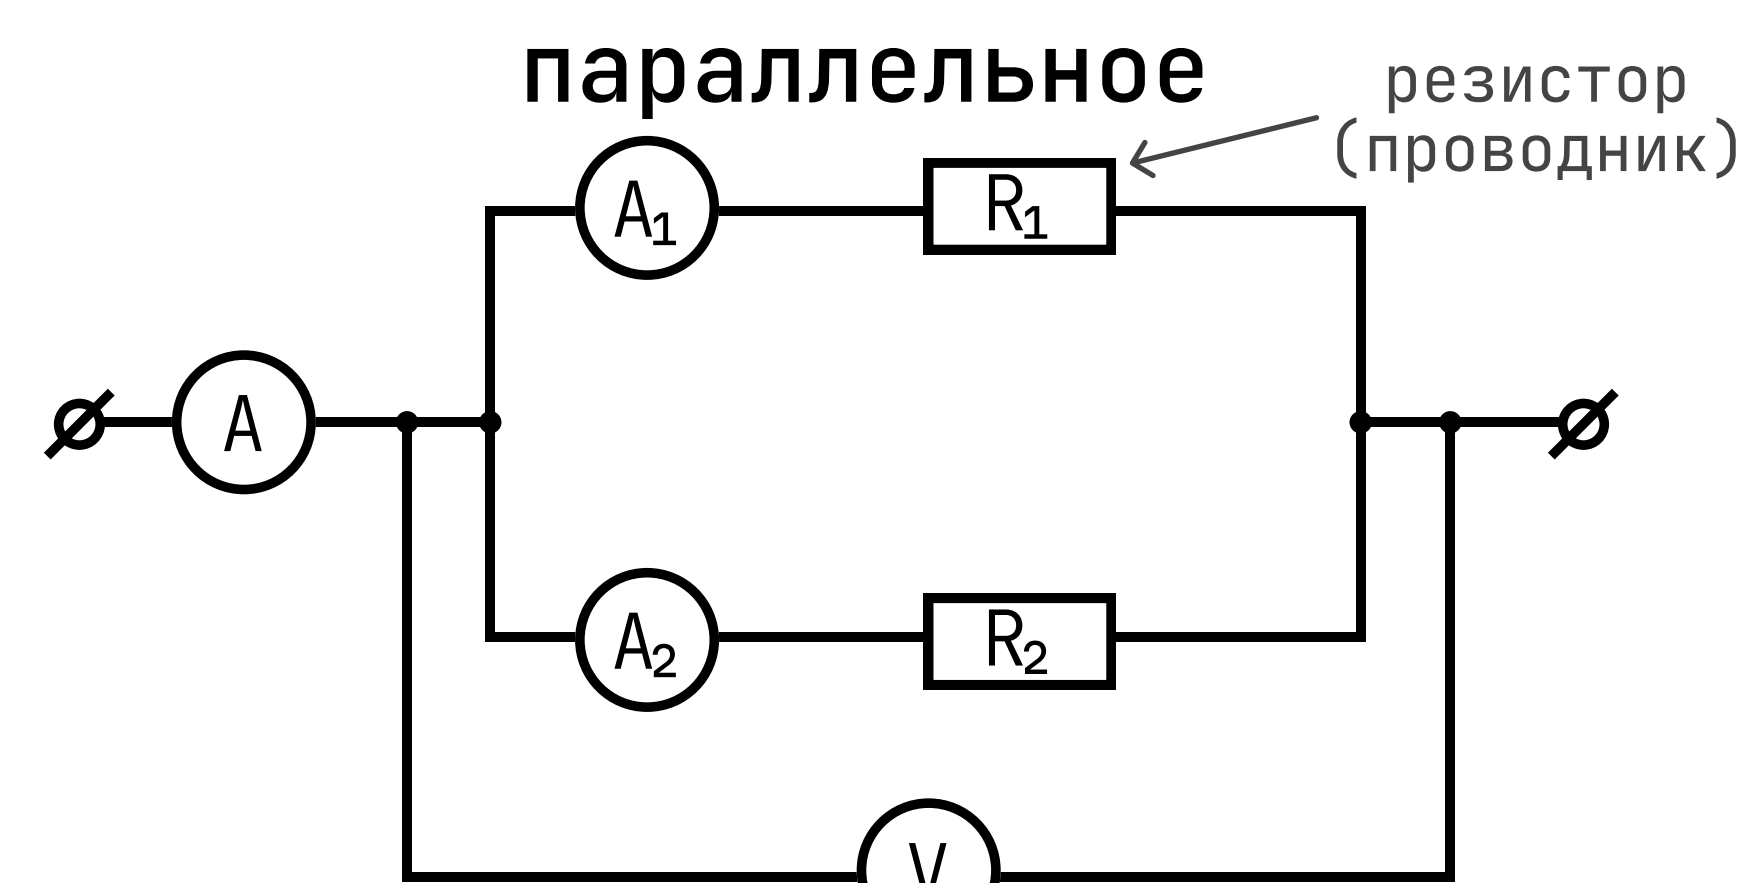 параллельное
резистор
(проводник)
A₁
R₁
A
A₂
R₂
V